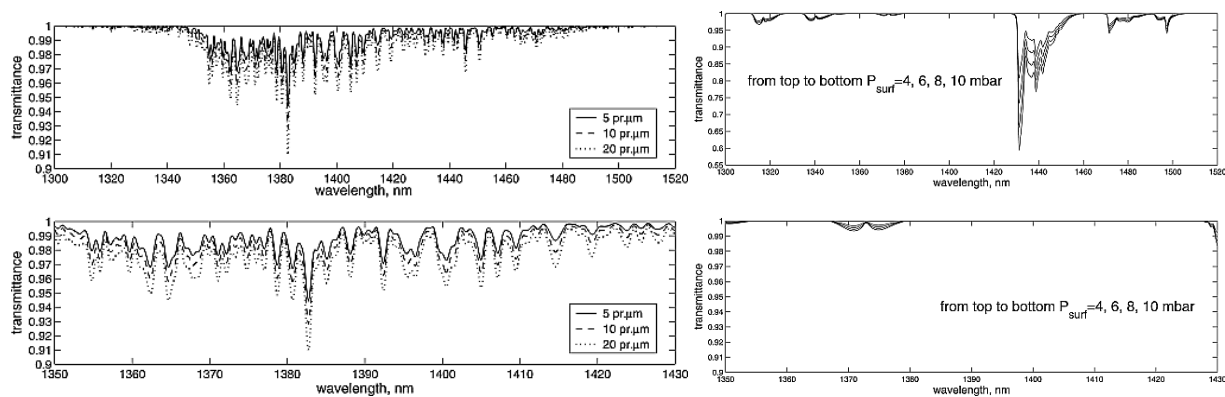 1
0.99
0.98
0.97
0.96
0.95
0.94
0.93
0.92
0.91
0.9
transmittance
5 pr.μm
10 pr.μm
20 pr.μm
1300 1320 1340 1360 1380 1400 1420 1440 1460 1480 1500 1520
wavelength, nm
1
0.95
0.9
0.85
0.8
0.75
0.7
0.65
0.6
0.55
transmittance
from top to bottom Psurf=4, 6, 8, 10 mbar
1300 1320 1340 1360 1380 1400 1420 1440 1460 1480 1500 1520
wavelength, nm
1
0.99
0.98
0.97
0.96
0.95
0.94
0.93
0.92
0.91
0.9
transmittance
5 pr.μm
10 pr.μm
20 pr.μm
1350 1360 1370 1380 1390 1400 1410 1420 1430
wavelength, nm
1
0.99
0.98
0.97
0.96
0.95
0.94
0.93
0.92
0.91
0.9
transmittance
from top to bottom Psurf=4, 6, 8, 10 mbar
1350 1360 1370 1380 1390 1400 1410 1420 1430
wavelength, nm